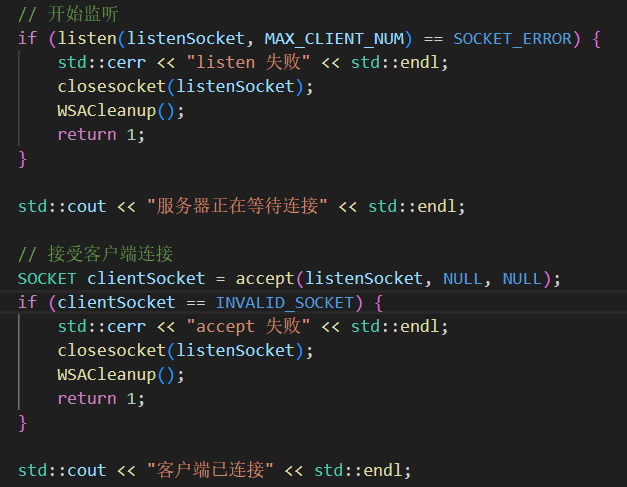 // 开始监听
if (listen(listenSocket, MAX_CLIENT_NUM) == SOCKET_ERROR) {
    std::cerr << "listen 失败" << std::endl;
    closesocket(listenSocket);
    WSACleanup();
    return 1;
}

std::cout << "服务器正在等待连接" << std::endl;

// 接受客户端连接
SOCKET clientSocket = accept(listenSocket, NULL, NULL);
if (clientSocket == INVALID_SOCKET) {
    std::cerr << "accept 失败" << std::endl;
    closesocket(listenSocket);
    WSACleanup();
    return 1;
}

std::cout << "客户端已连接" << std::endl;